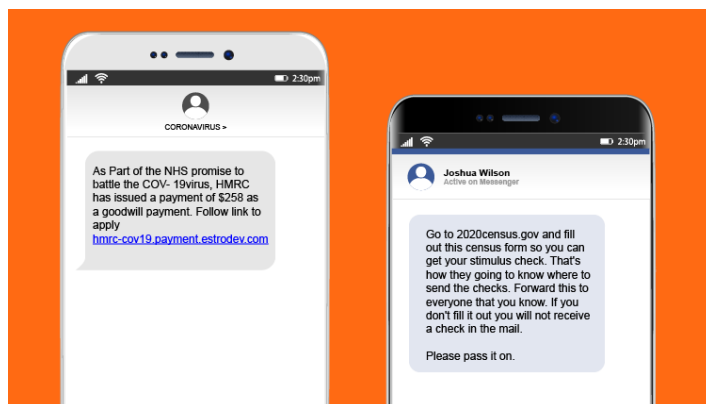 2:30pm
CORONAVIRUS >
As Part of the NHS promise to
battle the COV- 19virus, HMRC
has issued a payment of $258 as
a goodwill payment. Follow link to
apply
hmrc-cov19.payment.estrodev.com
2:30pm
Joshua Wilson
Active on Messenger
Go to 2020census.gov and fill
out this census form so you can
get your stimulus check. That's
how they going to know where to
send the checks. Forward this to
everyone that you know. If you
don't fill it out you will not receive
a check in the mail.
Please pass it on.